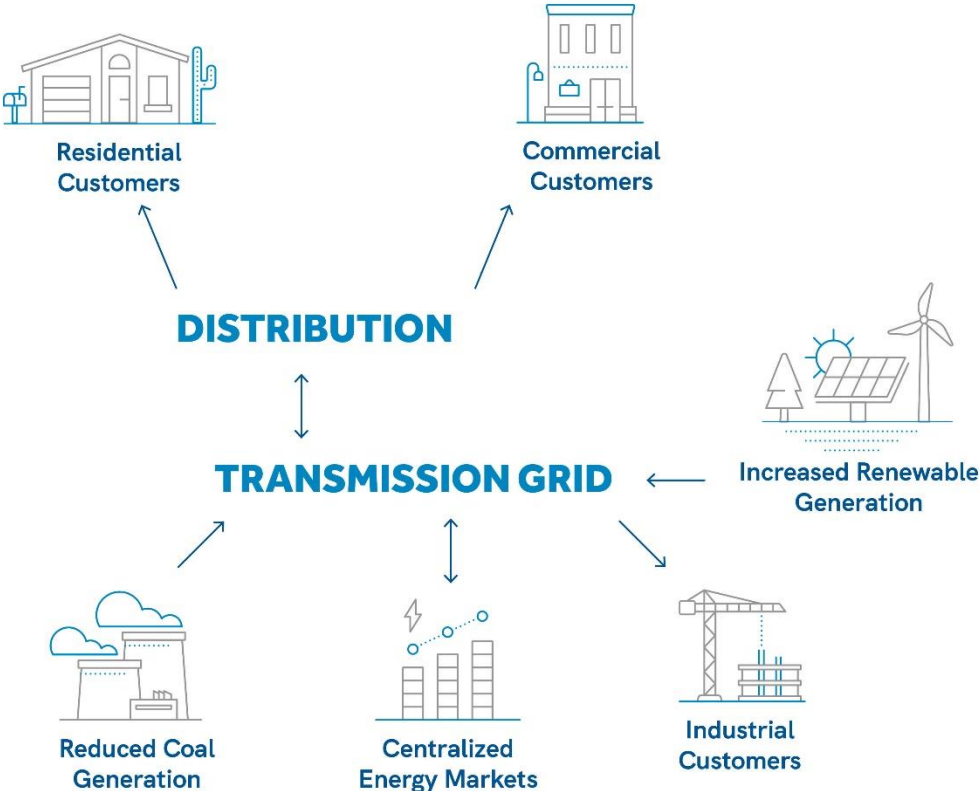 Residential
Customers
Commercial
Customers
DISTRIBUTION
TRANSMISSION GRID
Increased Renewable
Generation
Reduced Coal
Generation
Centralized
Energy Markets
Industrial
Customers